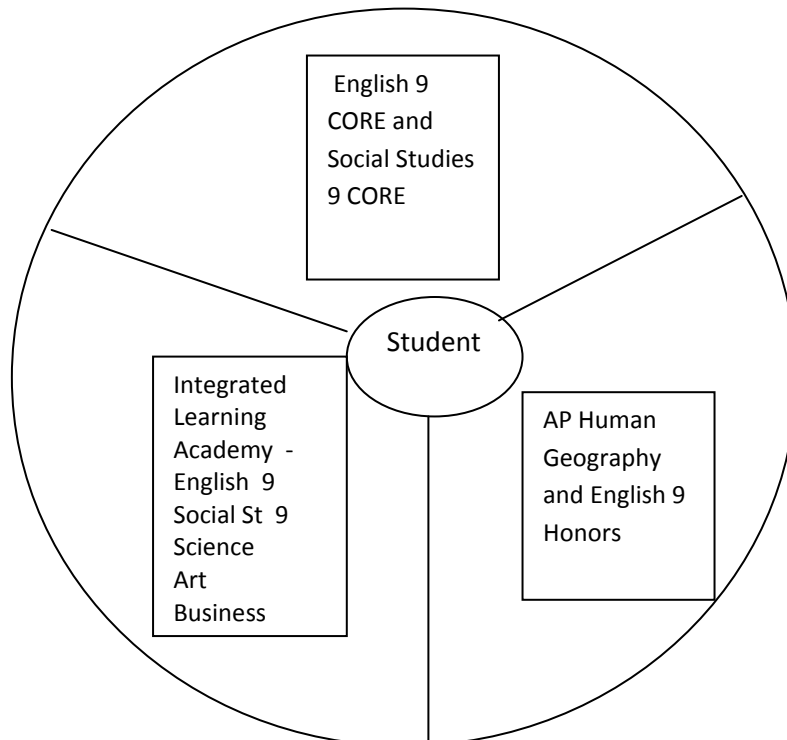 English 9
CORE and
Social Studies
9 CORE
Student
Integrated
Learning
Academy -
English 9
Social St 9
Science
Art
Business
AP Human
Geography
and English 9
Honors